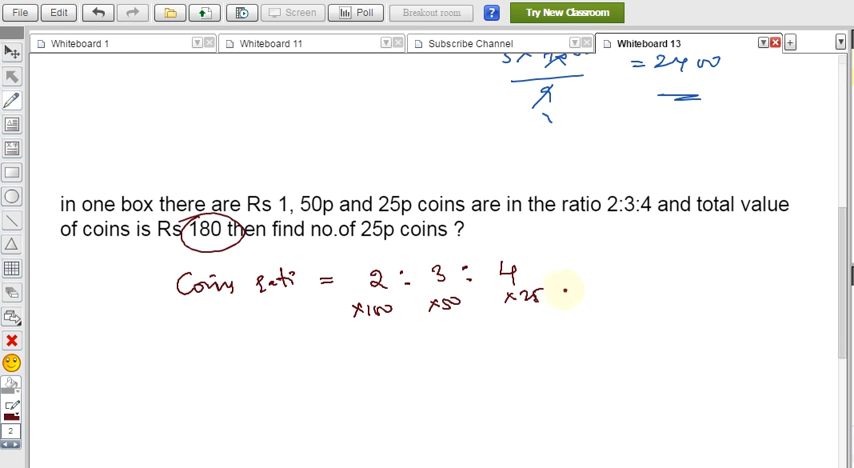 File Edit Screen Poll Breakout room ? Try New Classroom
Whiteboard 1 Whiteboard 11 Subscribe Channel Whiteboard 13
= 2400
9
in one box there are Rs 1, 50p and 25p coins are in the ratio 2:3:4 and total value
of coins is Rs 180 then find no.of 25p coins ?
Coins rati = 2 : 3 : 4
×100 ×50 ×25
2